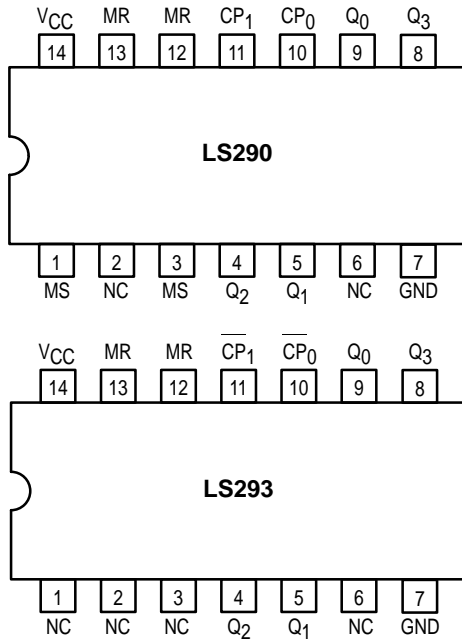 VCC MR MR CP1 CP0 Q0 Q3
14 13 12 11 10 9 8
LS290
1 2 3 4 5 6 7
MS NC MS Q2 Q1 NC GND
VCC MR MR C̅P̅1 C̅P̅0 Q0 Q3
14 13 12 11 10 9 8
LS293
1 2 3 4 5 6 7
NC NC NC Q2 Q1 NC GND